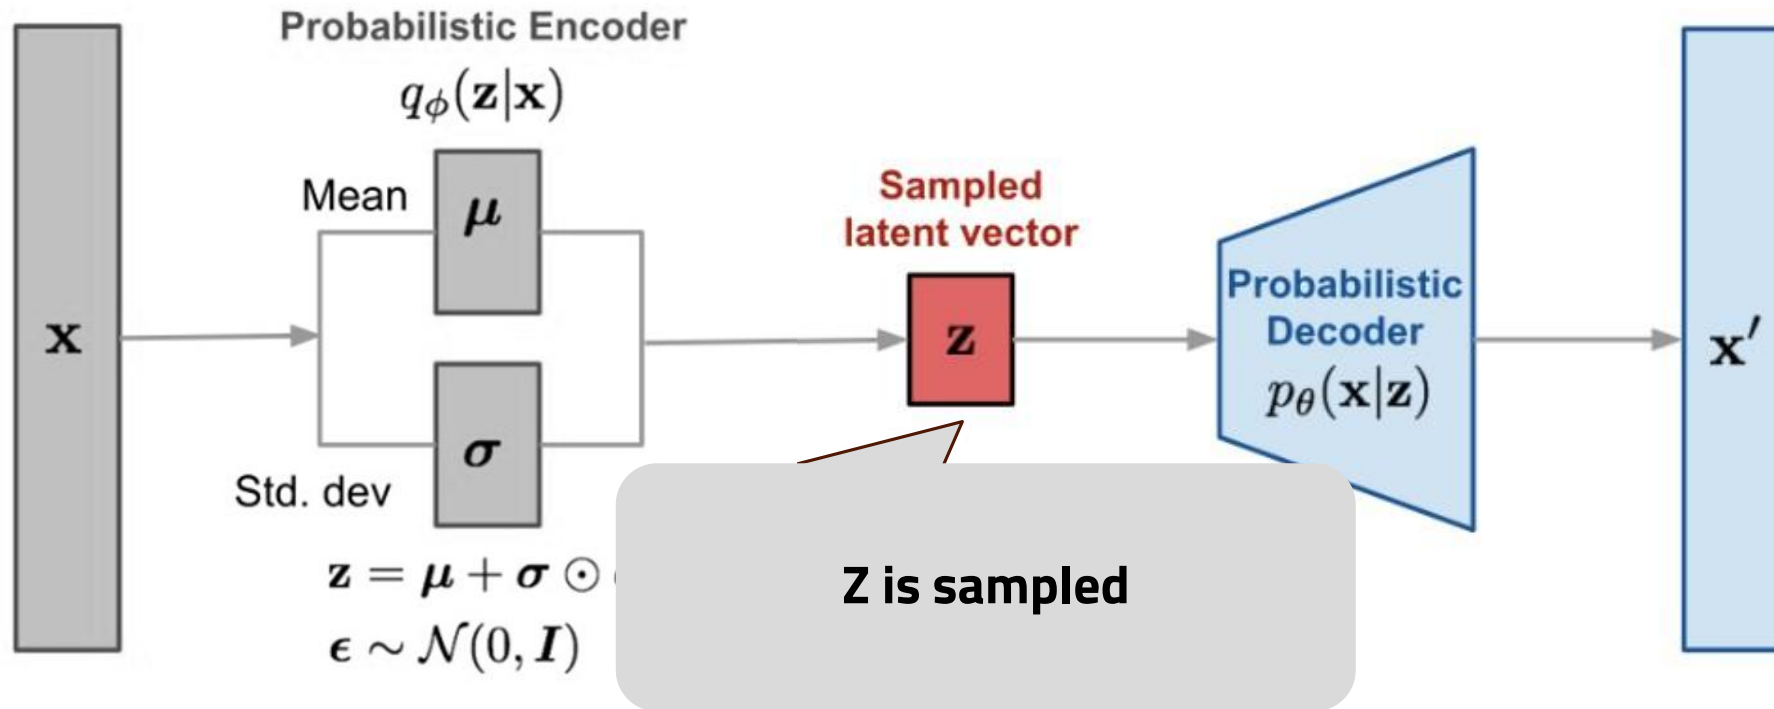 Probabilistic Encoder
qϕ(z|x)
Mean
μ
x
σ
Std. dev
z = μ + σ ⊙
ϵ ∼ N(0, I)
Sampled
latent vector
z
Probabilistic
Decoder
pθ(x|z)
x′
Z is sampled